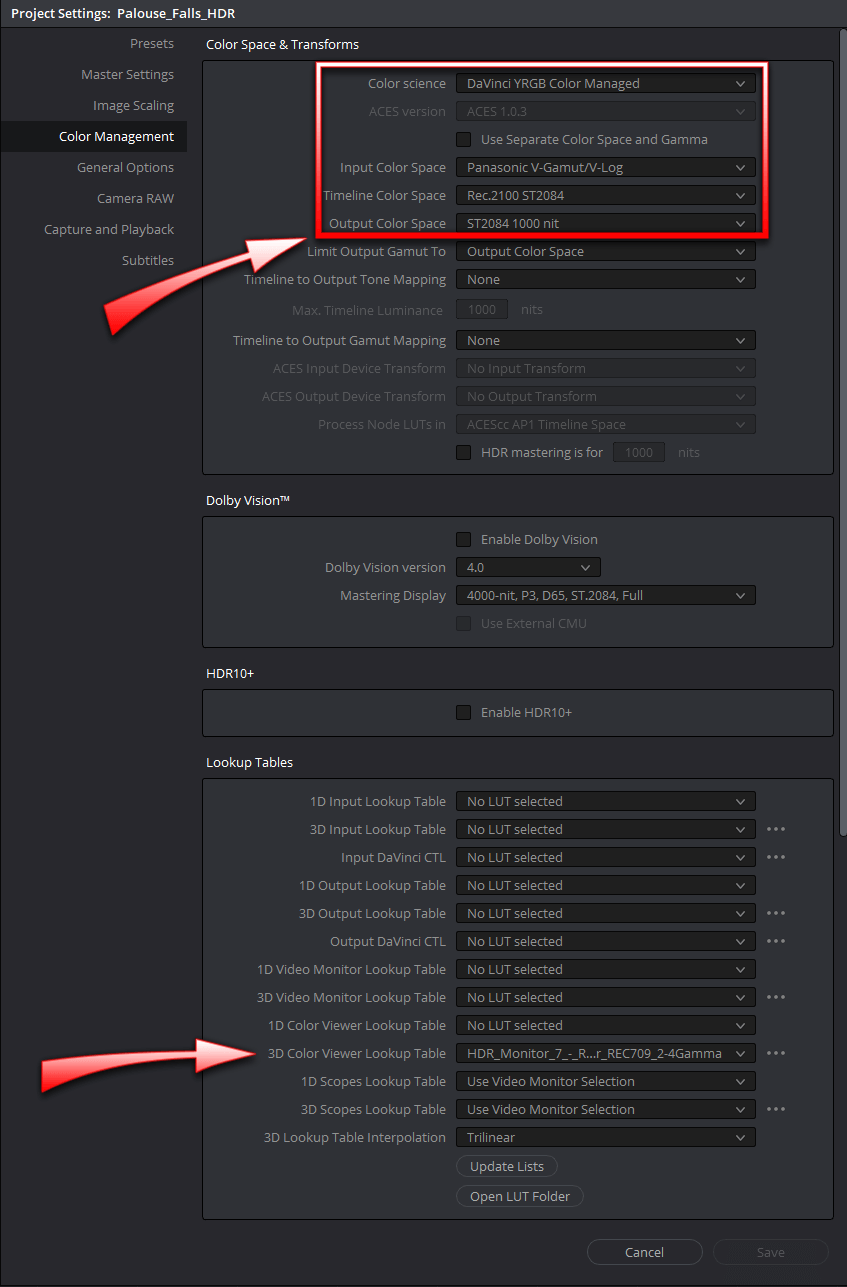 Project Settings: Palouse_Falls_HDR
Presets
Master Settings
Image Scaling
Color Management
General Options
Camera RAW
Capture and Playback
Subtitles
Color Space & Transforms
Color science DaVinci YRGB Color Managed
ACES version ACES 1.0.3
Use Separate Color Space and Gamma
Input Color Space Panasonic V-Gamut/V-Log
Timeline Color Space Rec.2100 ST2084
Output Color Space ST2084 1000 nit
Limit Output Gamut To Output Color Space
Timeline to Output Tone Mapping None
Max. Timeline Luminance 1000 nits
Timeline to Output Gamut Mapping None
ACES Input Device Transform No Input Transform
ACES Output Device Transform No Output Transform
Process Node LUTs in ACEScc AP1 Timeline Space
HDR mastering is for 1000 nits
Dolby Vision™
Enable Dolby Vision
Dolby Vision version 4.0
Mastering Display 4000-nit, P3, D65, ST.2084, Full
Use External CMU
HDR10+
Enable HDR10+
Lookup Tables
1D Input Lookup Table No LUT selected
3D Input Lookup Table No LUT selected
Input DaVinci CTL No LUT selected
1D Output Lookup Table No LUT selected
3D Output Lookup Table No LUT selected
Output DaVinci CTL No LUT selected
1D Video Monitor Lookup Table No LUT selected
3D Video Monitor Lookup Table No LUT selected
1D Color Viewer Lookup Table No LUT selected
3D Color Viewer Lookup Table HDR_Monitor_7_-_R...r_REC709_2-4Gamma
1D Scopes Lookup Table Use Video Monitor Selection
3D Scopes Lookup Table Use Video Monitor Selection
3D Lookup Table Interpolation Trilinear
Update Lists
Open LUT Folder
Cancel Save